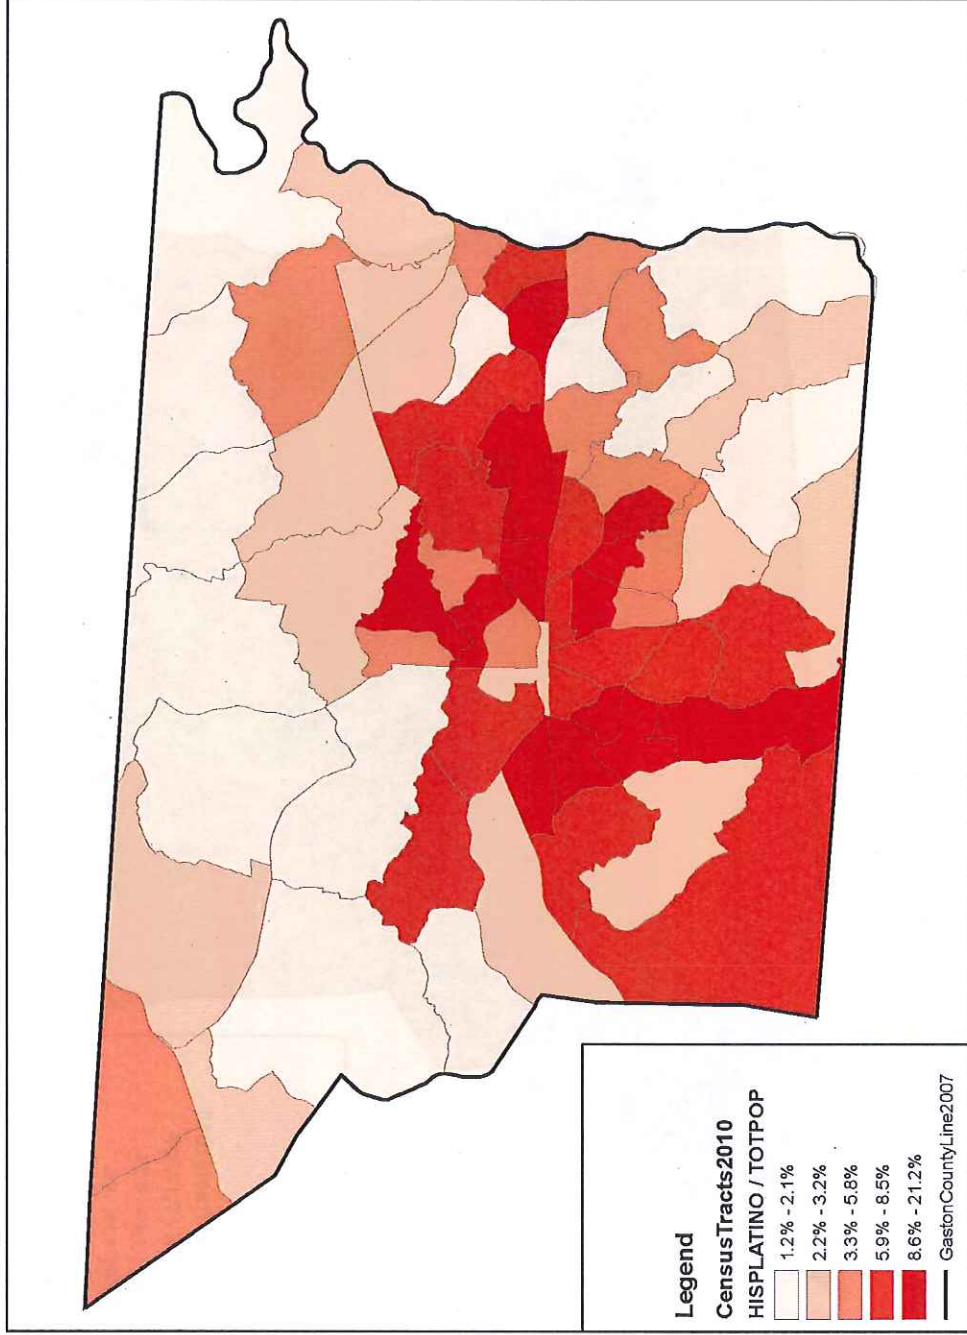 Legend
CensusTracts2010
HISPLATINO / TOTPOP
1.2% - 2.1%
2.2% - 3.2%
3.3% - 5.8%
5.9% - 8.5%
8.6% - 21.2%
GastonCountyLine2007